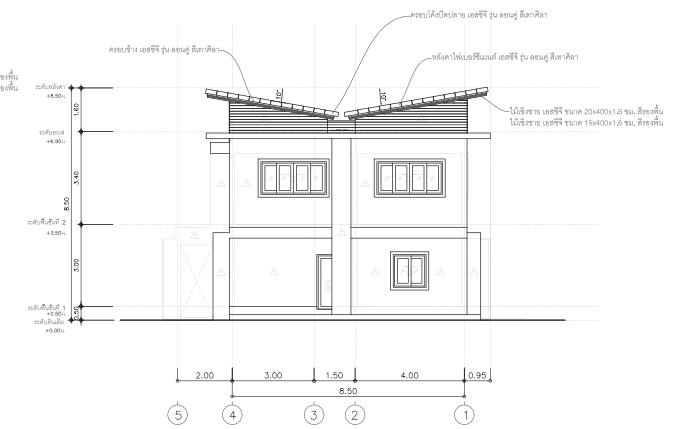 ครอบโค้งปิดปลาย เอสซีจี รุ่น ลอนคู่ สีเทาศิลา
ครอบข้าง เอสซีจี รุ่น ลอนคู่ สีเทาศิลา
หลังคาไฟเบอร์ซีเมนต์ เอสซีจี รุ่น ลอนคู่ สีเทาศิลา
องพื้น
องพื้น
ระดับหลังคา
+8.50ม.
10°
10°
ไม้เชิงชาย เอสซีจี ขนาด 20x400x1.6 ซม. สีรองพื้น
ไม้เชิงชาย เอสซีจี ขนาด 15x400x1.6 ซม. สีรองพื้น
1.60
+6.90ม.
3.40
8.50
ระดับพื้นชั้นที่ 2
+3.50ม.
3.00
ระดับพื้นชั้นที่ 1
+0.50ม.
0.50
ระดับดินเดิม
+0.00ม.
2.00 3.00 1.50 4.00 0.95
8.50
5 4 3 2 1